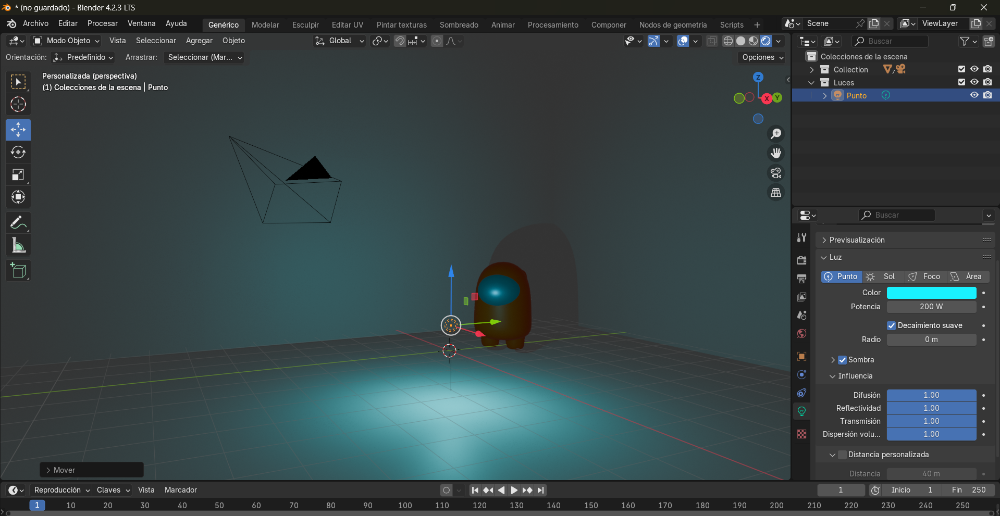 * (no guardado) - Blender 4.2.3 LTS
Archivo Editar Procesar Ventana Ayuda Genérico Modelar Esculpir Editar UV Pintar texturas Sombreado Animar Procesamiento Componer Nodos de geometría Scripts + Scene ViewLayer
Modo Objeto Vista Seleccionar Agregar Objeto Global Buscar
Orientación: Predefinido Arrastrar: Seleccionar (Mar... Opciones
Personalizada (perspectiva)
(1) Colecciones de la escena | Punto
Z
X
Y
Colecciones de la escena
Collection 7
Luces
Punto
Buscar
Previsualización
Luz
Punto Sol Foco Área
Color
Potencia 200 W
Decaimiento suave
Radio 0 m
Sombra
Influencia
Difusión 1.00
Reflectividad 1.00
Transmisión 1.00
Dispersión volu... 1.00
Distancia personalizada
Distancia 40 m
Mover
Reproducción Claves Vista Marcador 1 Inicio 1 Fin 250
1 10 20 30 40 50 60 70 80 90 100 110 120 130 140 150 160 170 180 190 200 210 220 230 240 250